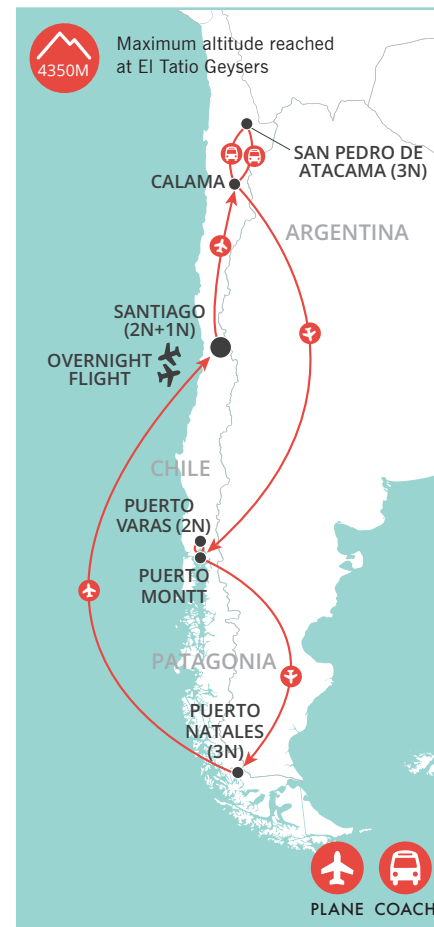 4350M
Maximum altitude reached
at El Tatio Geysers
SAN PEDRO DE
ATACAMA (3N)
CALAMA
ARGENTINA
SANTIAGO
(2N+1N)
OVERNIGHT
FLIGHT
CHILE
PUERTO
VARAS (2N)
PUERTO
MONTT
PATAGONIA
PUERTO
NATALES
(3N)
PLANE COACH